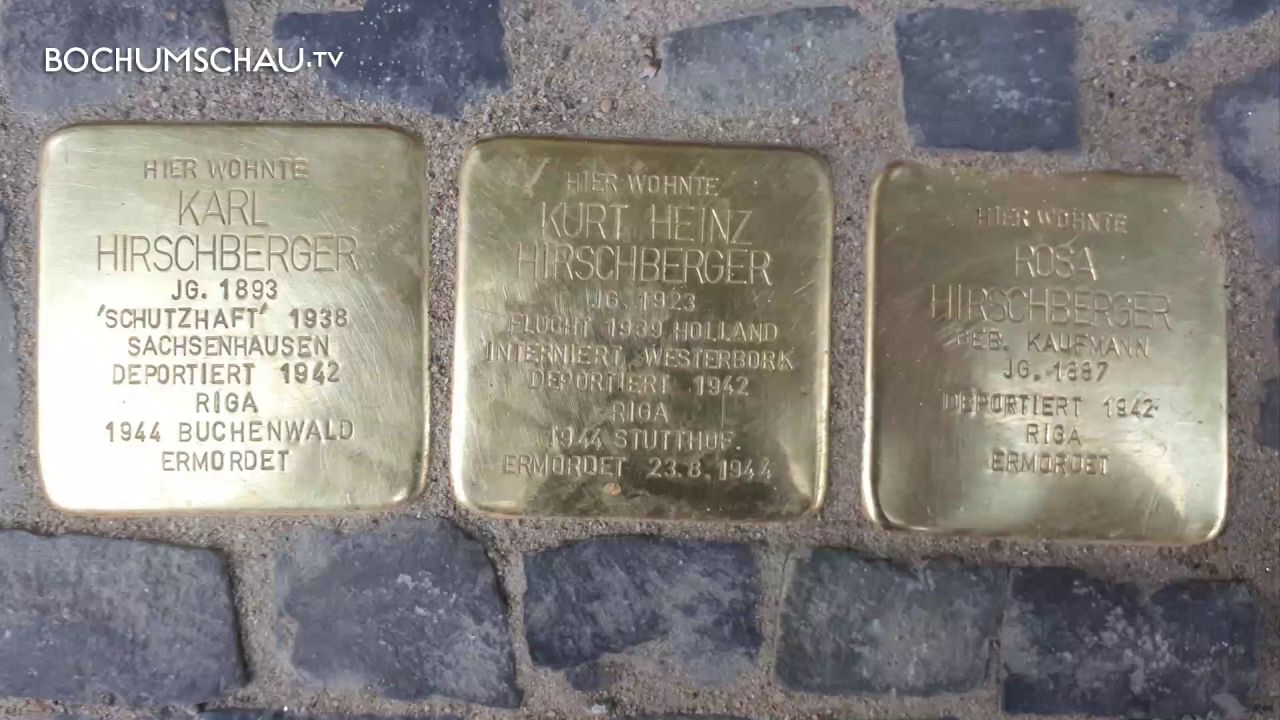 BOCHUMSCHAU.TV
HIER WOHNTE
KARL
HIRSCHBERGER
JG. 1893
'SCHUTZHAFT' 1938
SACHSENHAUSEN
DEPORTIERT 1942
RIGA
1944 BUCHENWALD
ERMORDET
HIER WOHNTE
KURT HEINZ
HIRSCHBERGER
JG. 1923
FLUCHT 1939 HOLLAND
INTERNIERT WESTERBORK
DEPORTIERT 1942
RIGA
1944 STUTTHOF
ERMORDET 23.8.1944
HIER WOHNTE
ROSA
HIRSCHBERGER
GEB. KAUFMANN
JG. 1887
DEPORTIERT 1942
RIGA
ERMORDET